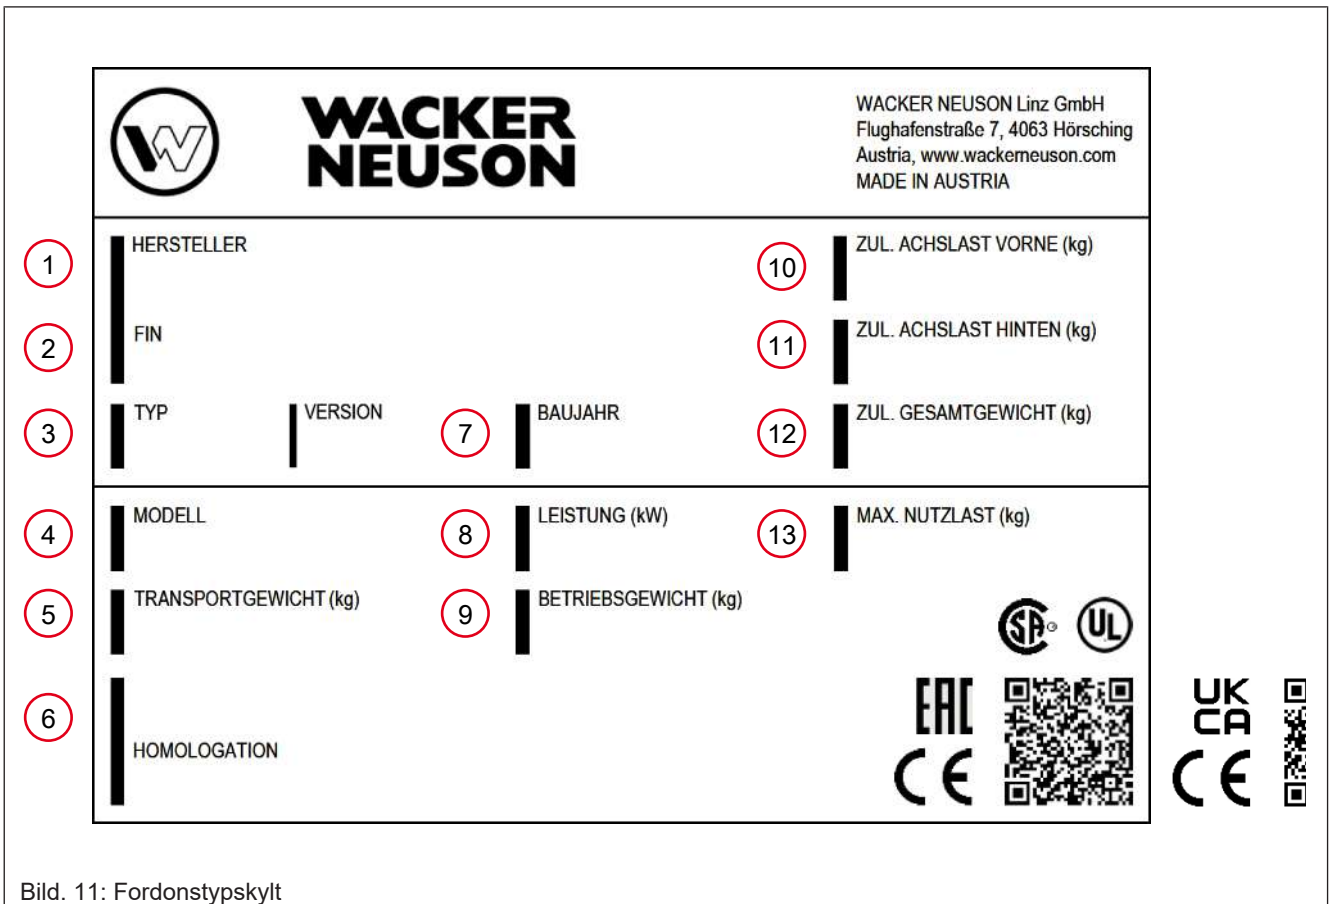 WACKER
NEUSON
WACKER NEUSON Linz GmbH
Flughafenstraße 7, 4063 Hörsching
Austria, www.wackerneuson.com
MADE IN AUSTRIA
1 HERSTELLER
2 FIN
3 TYP VERSION
4 MODELL
5 TRANSPORTGEWICHT (kg)
6 HOMOLOGATION
7 BAUJAHR
8 LEISTUNG (kW)
9 BETRIEBSGEWICHT (kg)
10 ZUL. ACHSLAST VORNE (kg)
11 ZUL. ACHSLAST HINTEN (kg)
12 ZUL. GESAMTGEWICHT (kg)
13 MAX. NUTZLAST (kg)
SA UL
EAC
CE
UK
CA
CE
Bild. 11: Fordonstypskylt